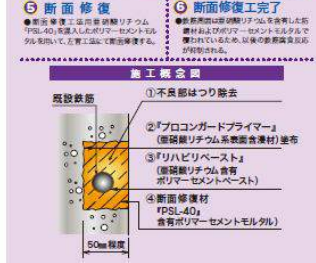 ⑤ 断面修復
●断面修復工法用亜硝酸リチウム
『PSL-40』を混入したポリマーセメントモル
タルを用いて、左官工法にて断面修復する。
⑥ 断面修復工完了
●鉄筋周囲は亜硝酸リチウムを含有した防
錆材およびポリマーセメントモルタルで
覆われているため、以後の鉄筋腐食反応
が抑制される。
施工概念図
既設鉄筋
①不良部はつり除去
②『プロコンガードプライマー』
(亜硝酸リチウム系表面含浸材)塗布
③『リハビリペースト』
(亜硝酸リチウム含有
ポリマーセメントペースト)
④断面修復材
『PSL-40』
含有ポリマーセメントモルタル)
50㎜程度